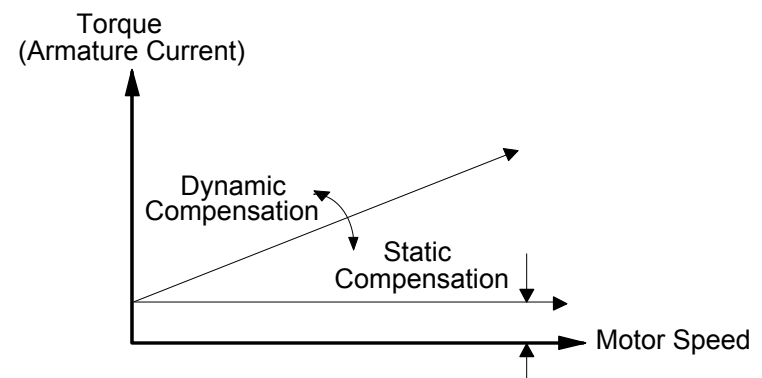 Torque
(Armature Current)
Dynamic
Compensation
Static
Compensation
Motor Speed